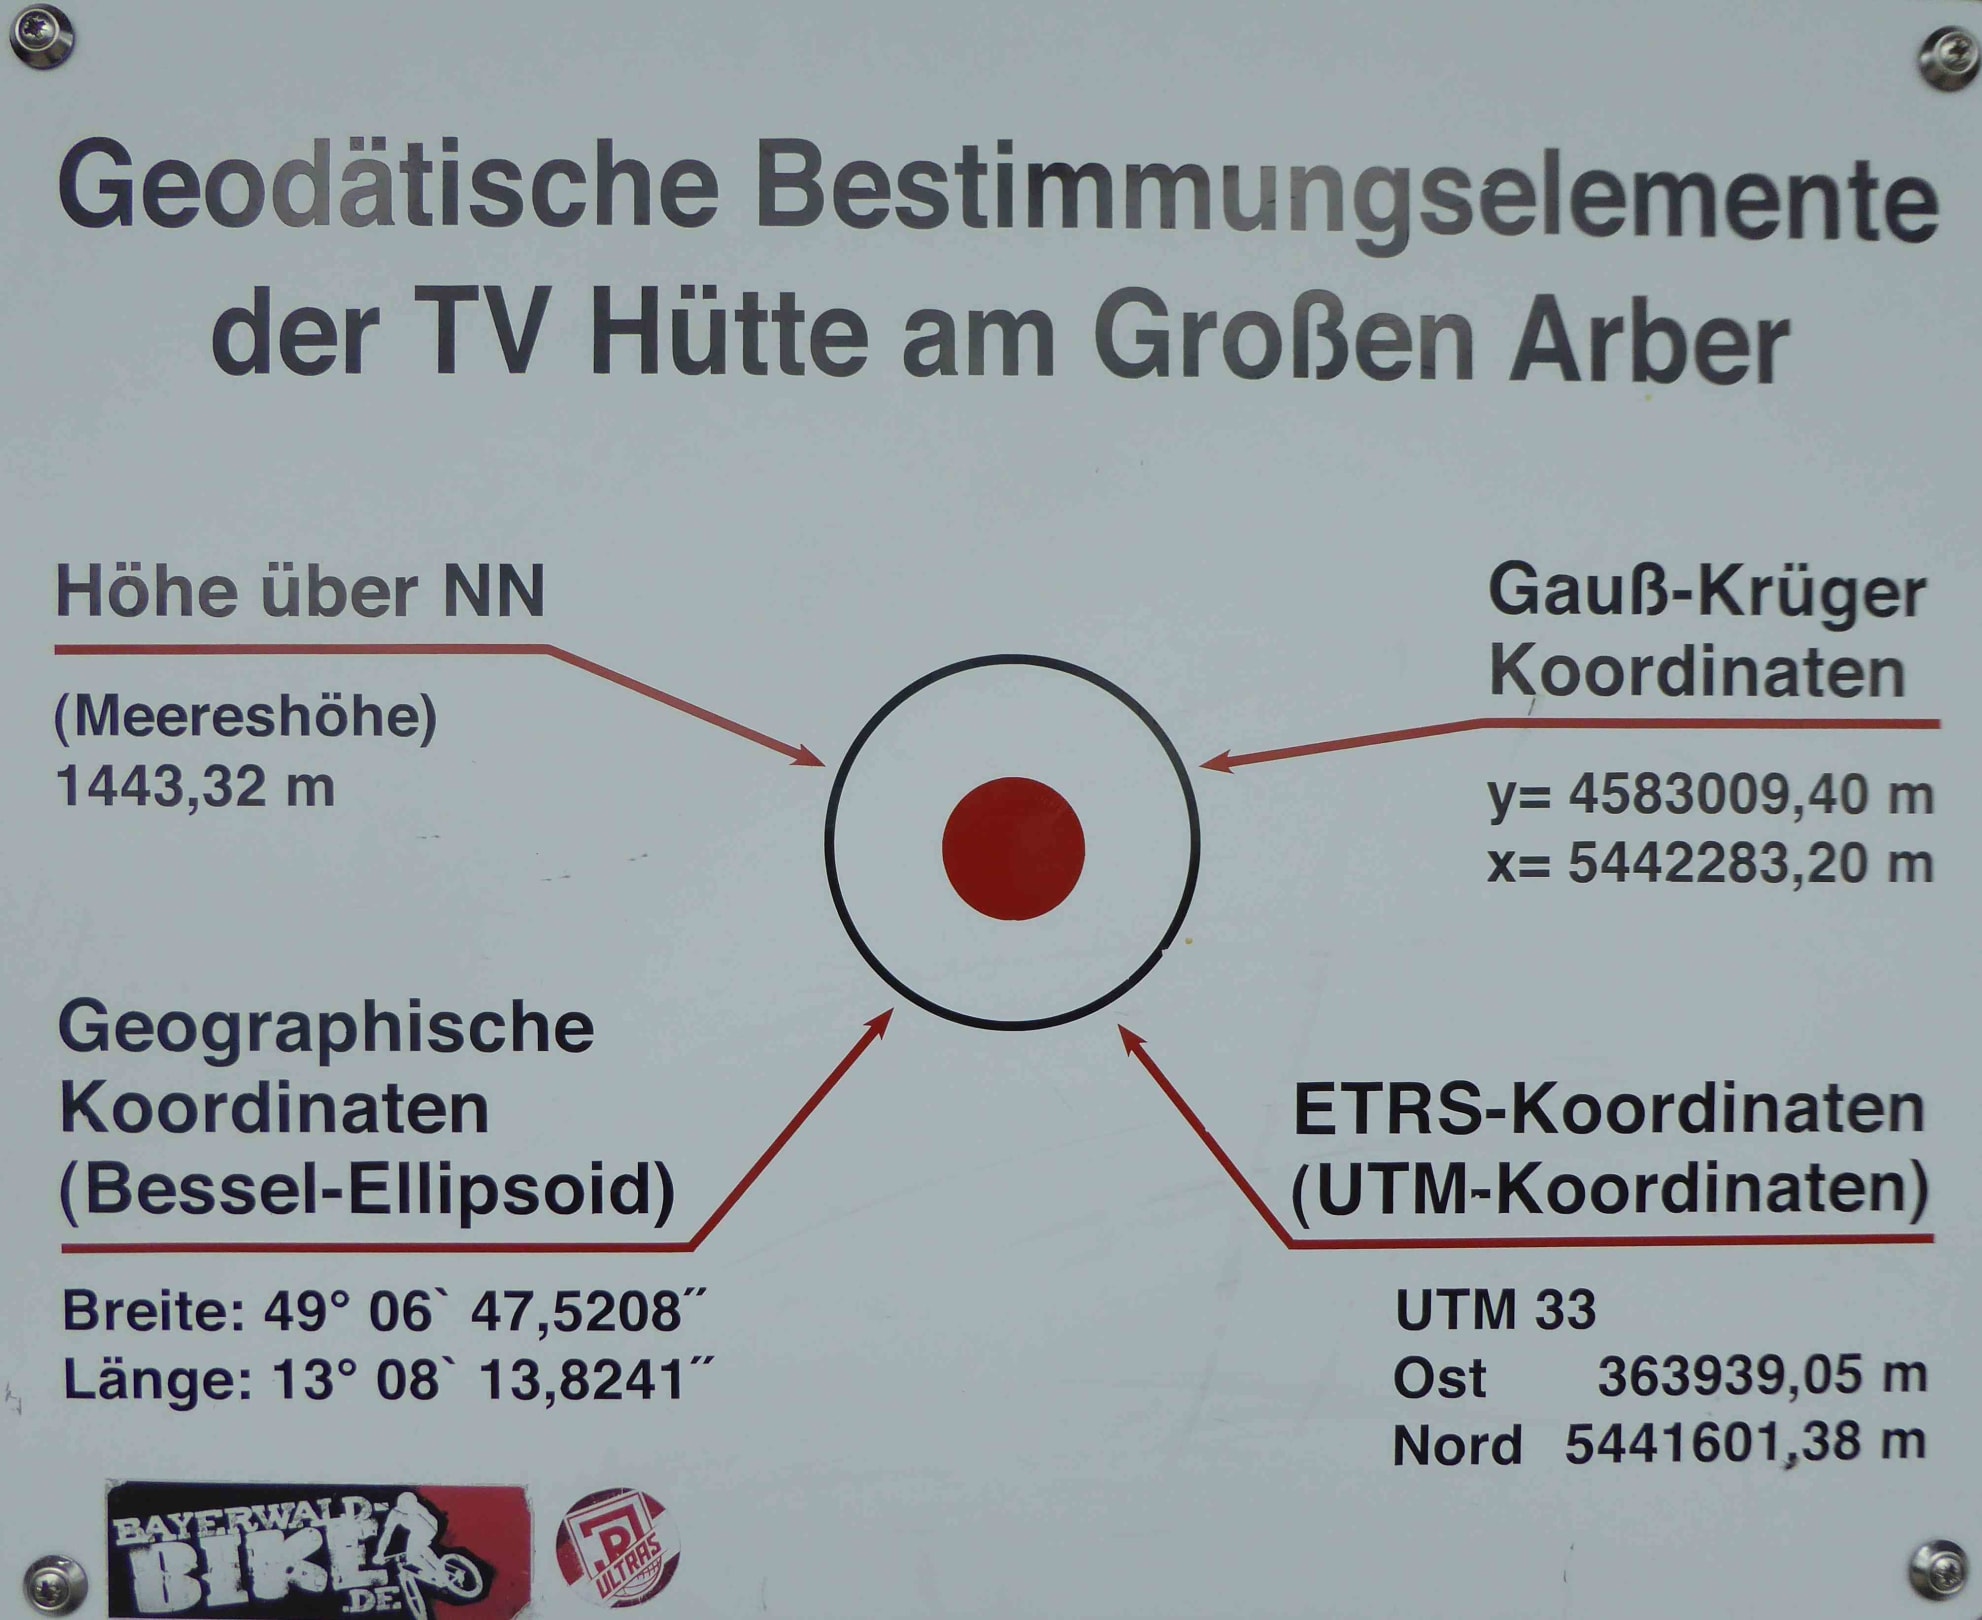 Geodätische Bestimmungselemente
der TV Hütte am Großen Arber
Höhe über NN
(Meereshöhe)
1443,32 m
Gauß-Krüger
Koordinaten
y= 4583009,40 m
x= 5442283,20 m
Geographische
Koordinaten
(Bessel-Ellipsoid)
Breite: 49° 06` 47,5208˝
Länge: 13° 08` 13,8241˝
ETRS-Koordinaten
(UTM-Koordinaten)
UTM 33
Ost 363939,05 m
Nord 5441601,38 m
BAYERWALD-
BIKE
.DE
ULTRAS